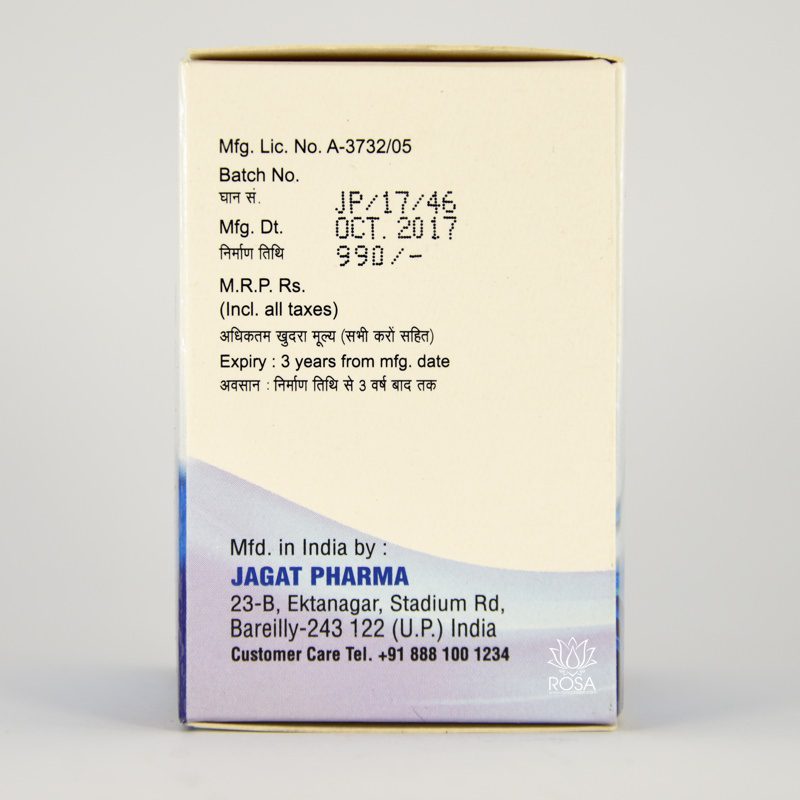 Mfg. Lic. No. A-3732/05
Batch No.
घान सं.
JP/17/46
Mfg. Dt.
OCT. 2017
निर्माण तिथि
990/-
M.R.P. Rs.
(Incl. all taxes)
अधिकतम खुदरा मूल्य (सभी करों सहित)
Expiry : 3 years from mfg. date
अवसान : निर्माण तिथि से 3 वर्ष बाद तक
Mfd. in India by :
JAGAT PHARMA
23-B, Ektanagar, Stadium Rd,
Bareilly-243 122 (U.P.) India
Customer Care Tel. +91 888 100 1234
ROSA